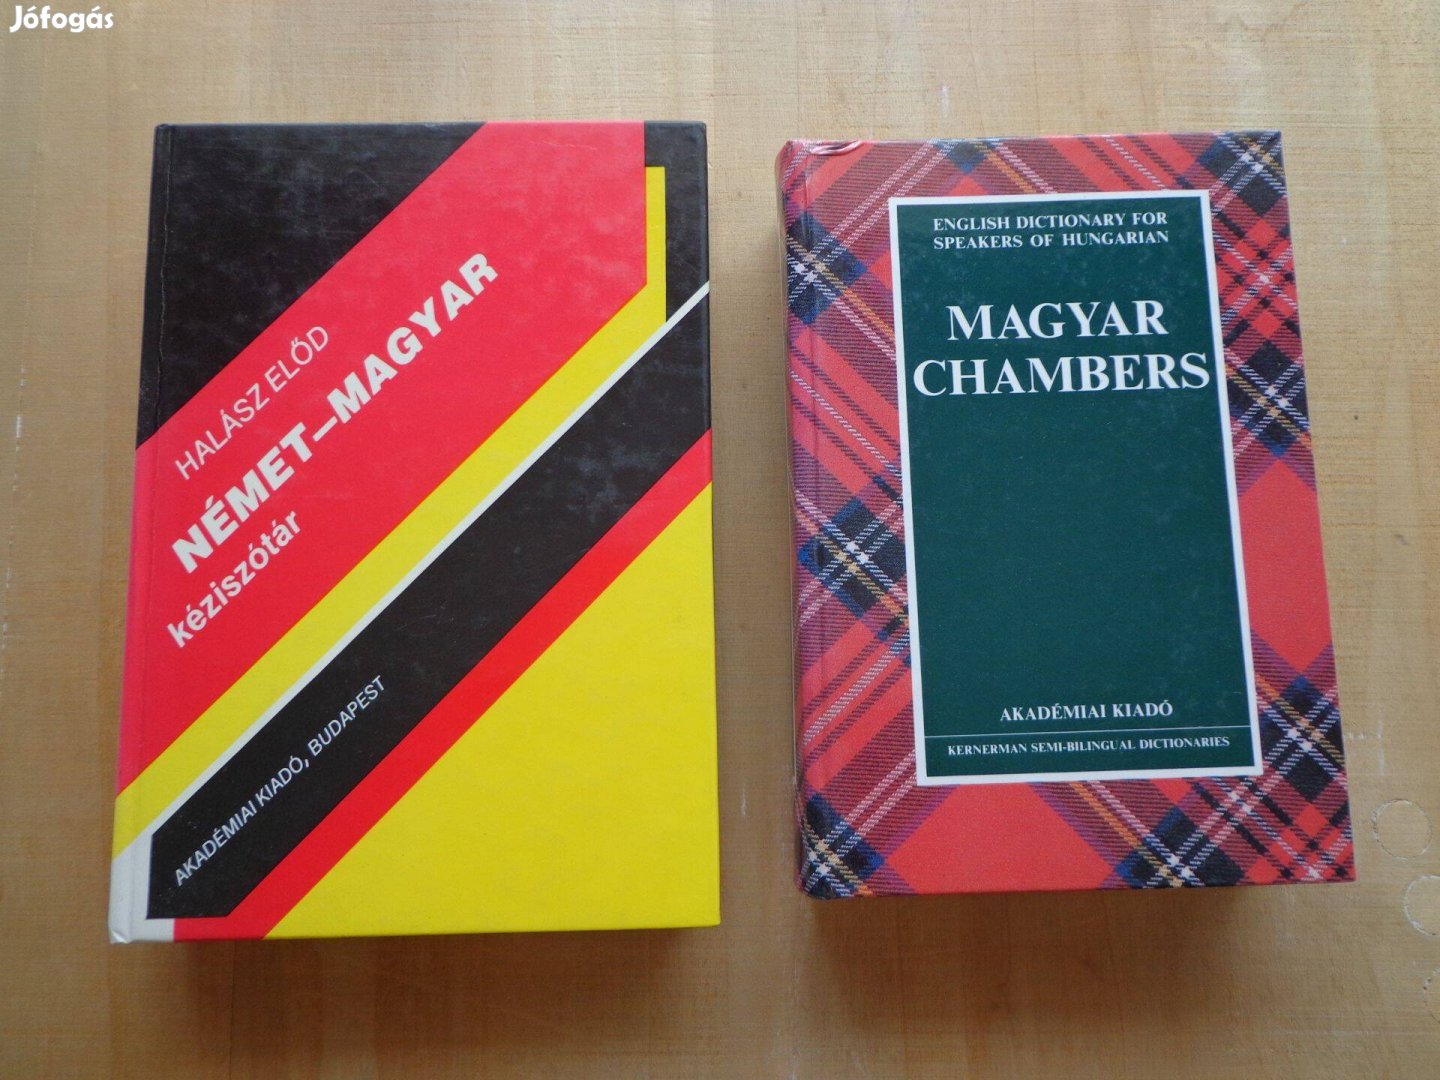 Jófogás
HALÁSZ ELŐD
NÉMET–MAGYAR
kéziszótár
AKADÉMIAI KIADÓ, BUDAPEST
ENGLISH DICTIONARY FOR
SPEAKERS OF HUNGARIAN
MAGYAR
CHAMBERS
AKADÉMIAI KIADÓ
KERNERMAN SEMI-BILINGUAL DICTIONARIES